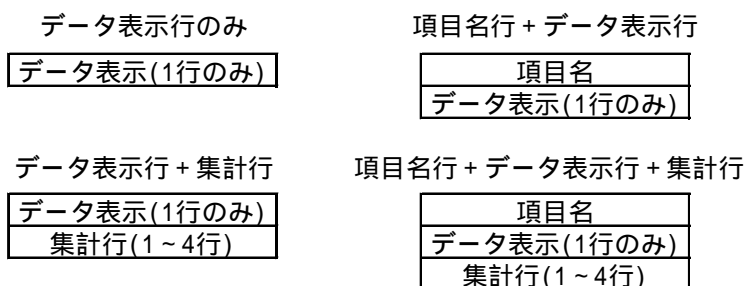 データ表示行のみ
データ表示(1行のみ)
項目名行+データ表示行
項目名
データ表示(1行のみ)
データ表示行+集計行
データ表示(1行のみ)
集計行(1~4行)
項目名行+データ表示行+集計行
項目名
データ表示(1行のみ)
集計行(1~4行)